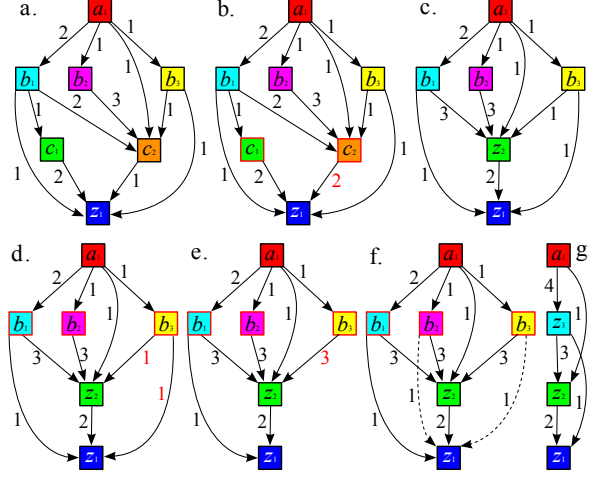 a. b. c.
a₁ a₁ a₁
2 1 1 2 1 1 2 1 1
1 1 1
b₁ b₂ b₃ b₁ b₂ b₃ b₁ b₂ b₃
1 2 3 1 1 2 3 1 3 3 1
c₁ c₂ c₁ c₂ z₂
1 2 1 1 1 2 2 1 1 2 1
z₁ z₁ z₁
d. e. f. g
a₁ a₁ a₁ a₁
2 1 1 2 1 1 2 1 1 4
1 1 1 1
b₁ b₂ b₃ b₁ b₂ b₃ b₁ b₂ b₃ z₃
3 3 1 3 3 3 3 3 3 3
z₂ z₂ z₂ z₂
1 2 1 1 2 1 1 2 1 2 1
z₁ z₁ z₁ z₁